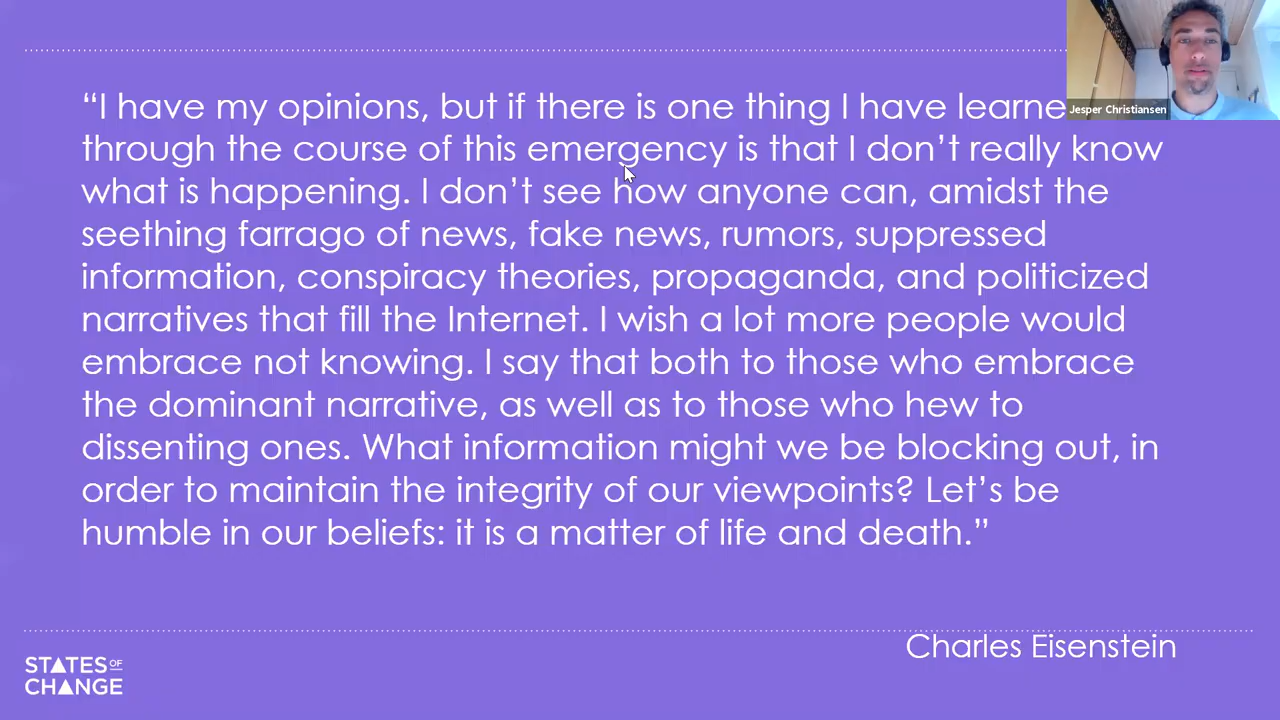 “I have my opinions, but if there is one thing I have learne
through the course of this emergency is that I don’t really know
what is happening. I don’t see how anyone can, amidst the
seething farrago of news, fake news, rumors, suppressed
information, conspiracy theories, propaganda, and politicized
narratives that fill the Internet. I wish a lot more people would
embrace not knowing. I say that both to those who embrace
the dominant narrative, as well as to those who hew to
dissenting ones. What information might we be blocking out, in
order to maintain the integrity of our viewpoints? Let’s be
humble in our beliefs: it is a matter of life and death.”
Charles Eisenstein
STATES OF
CHANGE
Jesper Christiansen